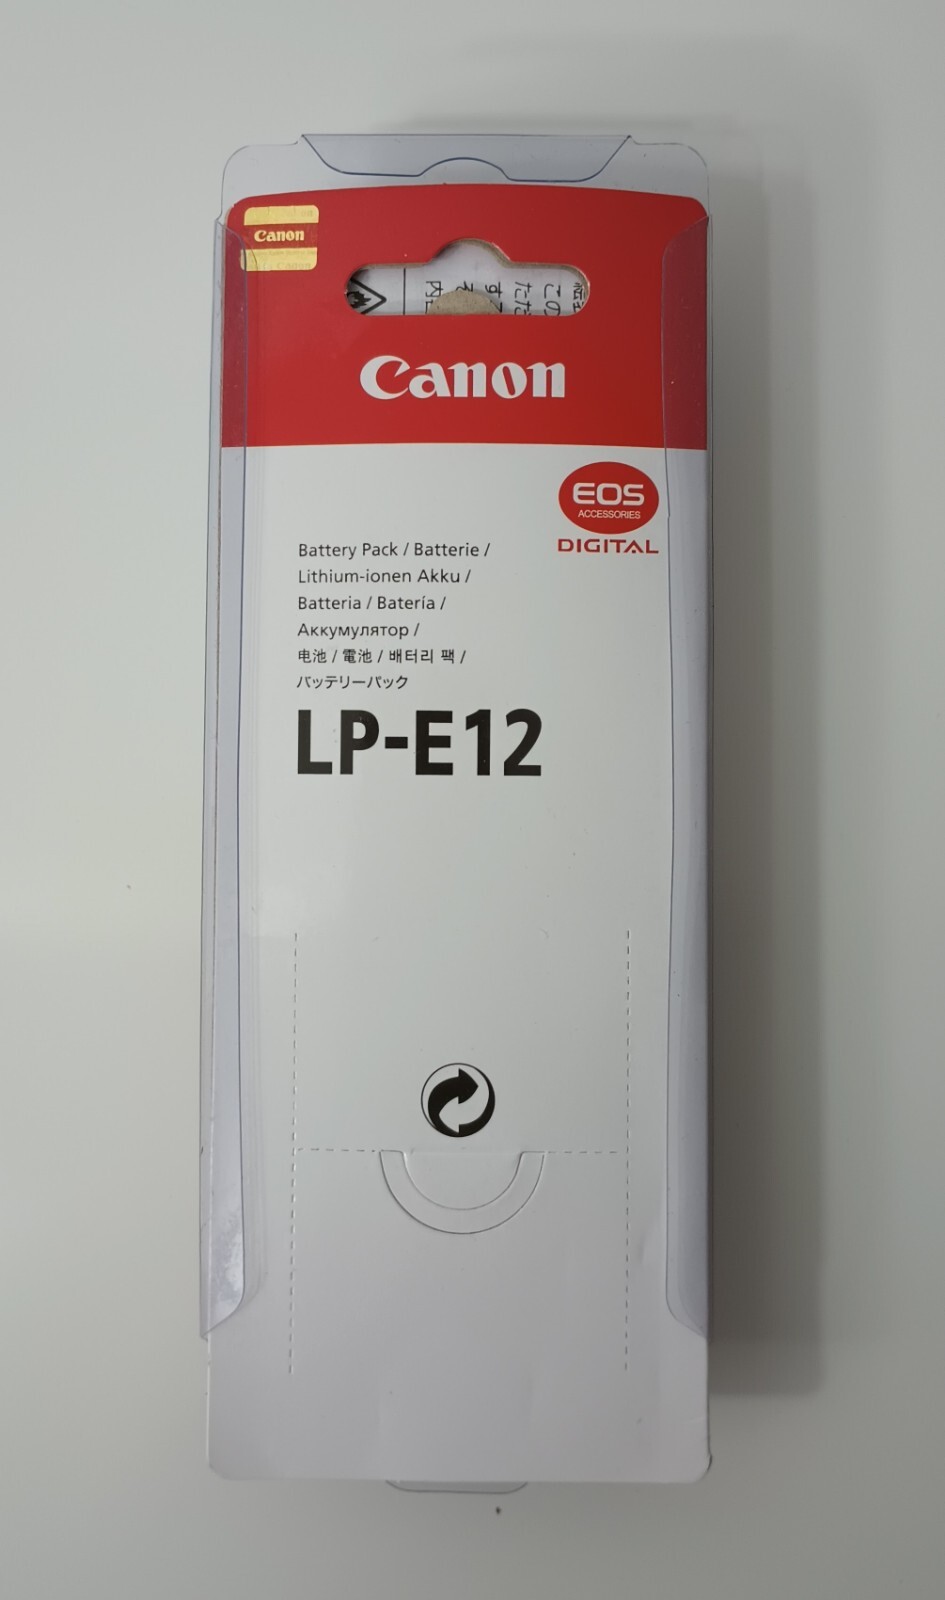 Canon
Canon
EOS
ACCESSORIES
DIGITAL
Battery Pack / Batterie /
Lithium-ionen Akku /
Batteria / Batería /
Аккумулятор /
电池 / 電池 / 배터리 팩 /
バッテリーパック
LP-E12